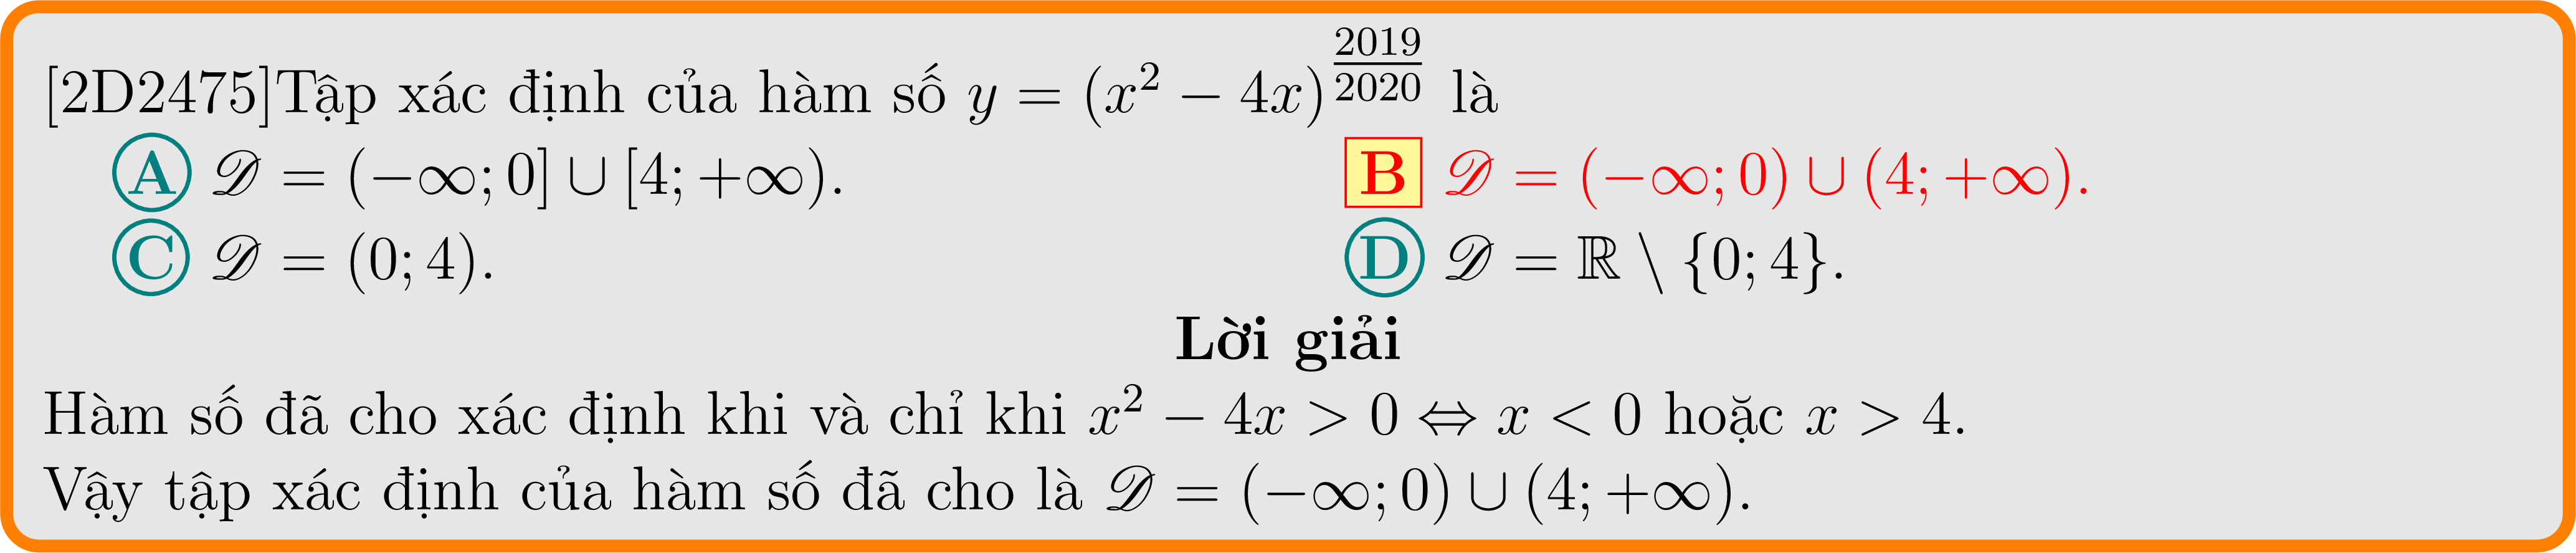 [2D2475]Tập xác định của hàm số $y = (x^2 - 4x)^{\frac{2019}{2020}}$ là
A $\mathscr{D} = (-\infty; 0] \cup [4; +\infty)$. B $\mathscr{D} = (-\infty; 0) \cup (4; +\infty)$.
C $\mathscr{D} = (0; 4)$. D $\mathscr{D} = \mathbb{R} \setminus \{0; 4\}$.
Lời giải
Hàm số đã cho xác định khi và chỉ khi $x^2 - 4x > 0 \Leftrightarrow x < 0$ hoặc $x > 4$.
Vậy tập xác định của hàm số đã cho là $\mathscr{D} = (-\infty; 0) \cup (4; +\infty)$.